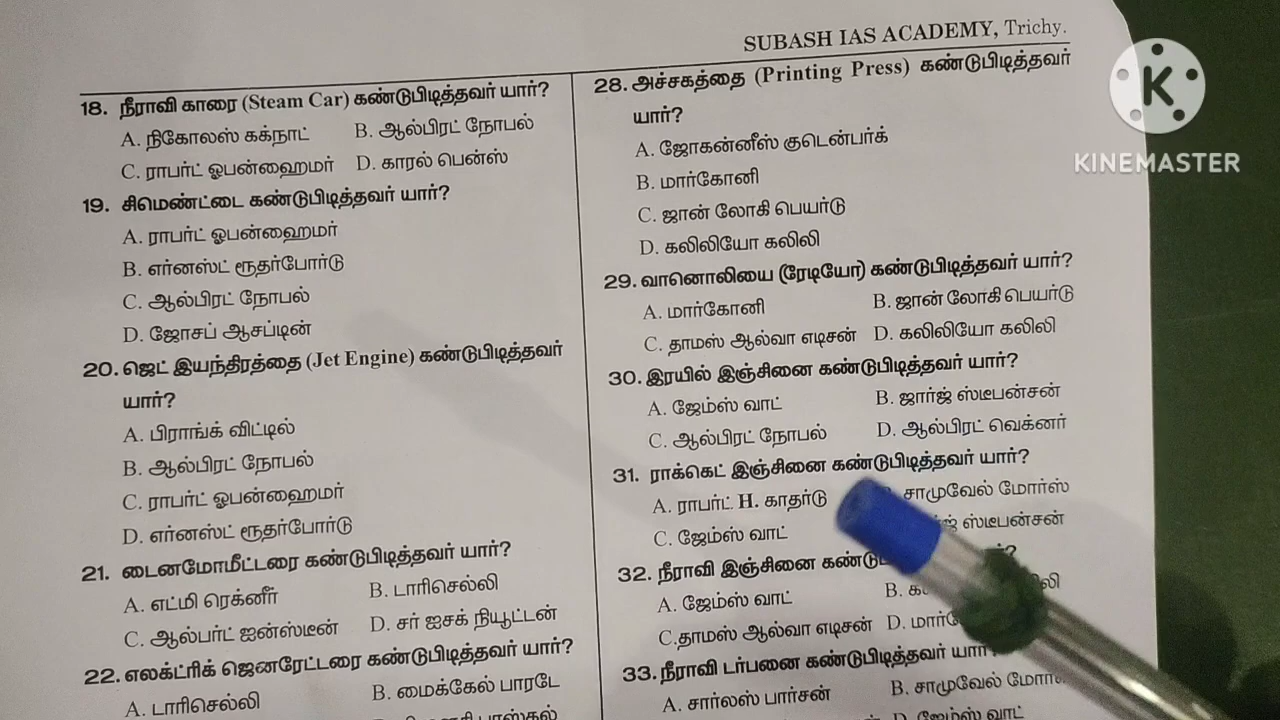 SUBASH IAS ACADEMY, Trichy.
18. நீராவி காரை (Steam Car) கண்டுபிடித்தவர் யார்?
A. நிகோலஸ் கக்நாட் B. ஆல்பிரட் நோபல்
C. ராபர்ட் ஓபன்ஹைமர் D. காரல் பென்ஸ்
19. சிமெண்ட்டை கண்டுபிடித்தவர் யார்?
A. ராபர்ட் ஓபன்ஹைமர்
B. எர்னஸ்ட் ரூதர்போர்டு
C. ஆல்பிரட் நோபல்
D. ஜோசப் ஆசப்டின்
20. ஜெட் இயந்திரத்தை (Jet Engine) கண்டுபிடித்தவர்
யார்?
A. பிராங்க் விட்டில்
B. ஆல்பிரட் நோபல்
C. ராபர்ட் ஓபன்ஹைமர்
D. எர்னஸ்ட் ரூதர்போர்டு
21. டைனமோமீட்டரை கண்டுபிடித்தவர் யார்?
A. எட்மி ரெக்னீர் B. டாரிசெல்லி
C. ஆல்பர்ட் ஐன்ஸ்டீன் D. சர் ஐசக் நியூட்டன்
22. எலக்ட்ரிக் ஜெனரேட்டரை கண்டுபிடித்தவர் யார்?
A. டாரிசெல்லி B. மைக்கேல் பாரடே
28. அச்சகத்தை (Printing Press) கண்டுபிடித்தவர்
யார்?
A. ஜோகன்னீஸ் குடென்பர்க்
B. மார்கோனி
C. ஜான் லோகி பெயர்டு
D. கலிலியோ கலிலி
29. வானொலியை (ரேடியோ) கண்டுபிடித்தவர் யார்?
A. மார்கோனி B. ஜான் லோகி பெயர்டு
C. தாமஸ் ஆல்வா எடிசன் D. கலிலியோ கலிலி
30. இரயில் இஞ்சினை கண்டுபிடித்தவர் யார்?
A. ஜேம்ஸ் வாட் B. ஜார்ஜ் ஸ்டீபன்சன்
C. ஆல்பிரட் நோபல் D. ஆல்பிரட் வெக்னர்
31. ராக்கெட் இஞ்சினை கண்டுபிடித்தவர் யார்?
A. ராபர்ட் H. காதர்டு சாமுவேல் மோர்ஸ்
C. ஜேம்ஸ் வாட் ஸ்டீபன்சன்
32. நீராவி இஞ்சினை
A. ஜேம்ஸ் வாட் B.
C.தாமஸ் ஆல்வா எடிசன் D.
33. நீராவி டர்பனை கண்டுபிடித்தவர்
A. சார்லஸ் பார்சன் B. சாமுவேல்
D. ஜேம்ஸ் வாட்
K
KINEMASTER